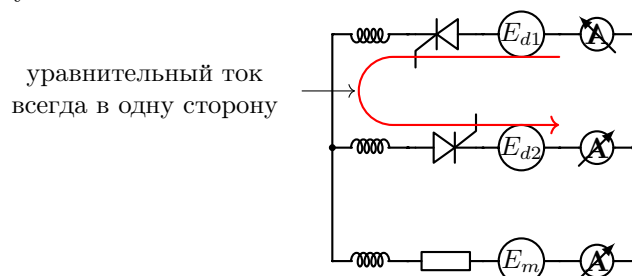 E_{d1} A
уравнительный ток
всегда в одну сторону
E_{d2} A
E_m A